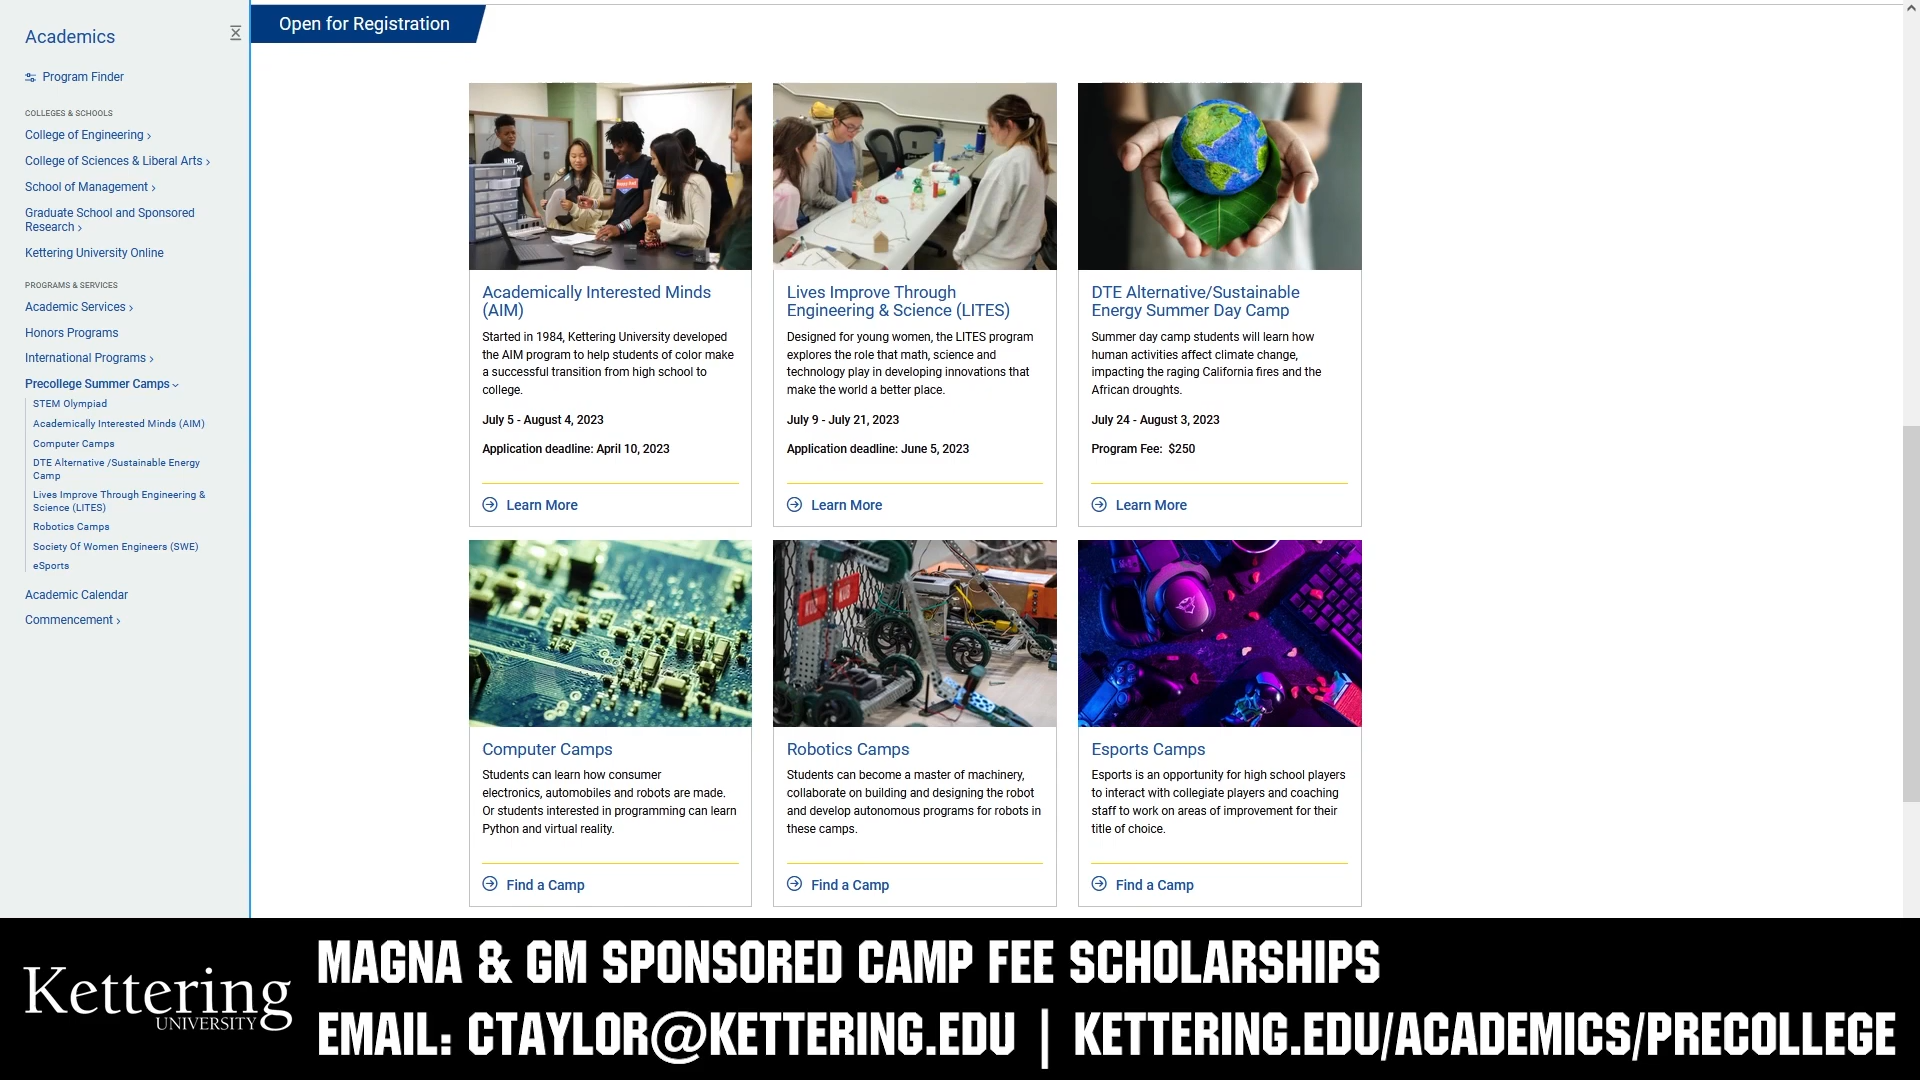 Academics
Program Finder
COLLEGES & SCHOOLS
College of Engineering
College of Sciences & Liberal Arts
School of Management
Graduate School and Sponsored
Research
Kettering University Online
PROGRAMS & SERVICES
Academic Services
Honors Programs
International Programs
Precollege Summer Camps
STEM Olympiad
Academically Interested Minds (AIM)
Computer Camps
DTE Alternative /Sustainable Energy
Camp
Lives Improve Through Engineering &
Science (LITES)
Robotics Camps
Society Of Women Engineers (SWE)
eSports
Academic Calendar
Commencement
Open for Registration
Academically Interested Minds
(AIM)
Started in 1984, Kettering University developed
the AIM program to help students of color make
a successful transition from high school to
college.
July 5 - August 4, 2023
Application deadline: April 10, 2023
Learn More
Lives Improve Through
Engineering & Science (LITES)
Designed for young women, the LITES program
explores the role that math, science and
technology play in developing innovations that
make the world a better place.
July 9 - July 21, 2023
Application deadline: June 5, 2023
Learn More
DTE Alternative/Sustainable
Energy Summer Day Camp
Summer day camp students will learn how
human activities affect climate change,
impacting the raging California fires and the
African droughts.
July 24 - August 3, 2023
Program Fee: $250
Learn More
Computer Camps
Students can learn how consumer
electronics, automobiles and robots are made.
Or students interested in programming can learn
Python and virtual reality.
Find a Camp
Robotics Camps
Students can become a master of machinery,
collaborate on building and designing the robot
and develop autonomous programs for robots in
these camps.
Find a Camp
Esports Camps
Esports is an opportunity for high school players
to interact with collegiate players and coaching
staff to work on areas of improvement for their
title of choice.
Find a Camp
Kettering
UNIVERSITY
MAGNA & GM SPONSORED CAMP FEE SCHOLARSHIPS
EMAIL: CTAYLOR@KETTERING.EDU | KETTERING.EDU/ACADEMICS/PRECOLLEGE